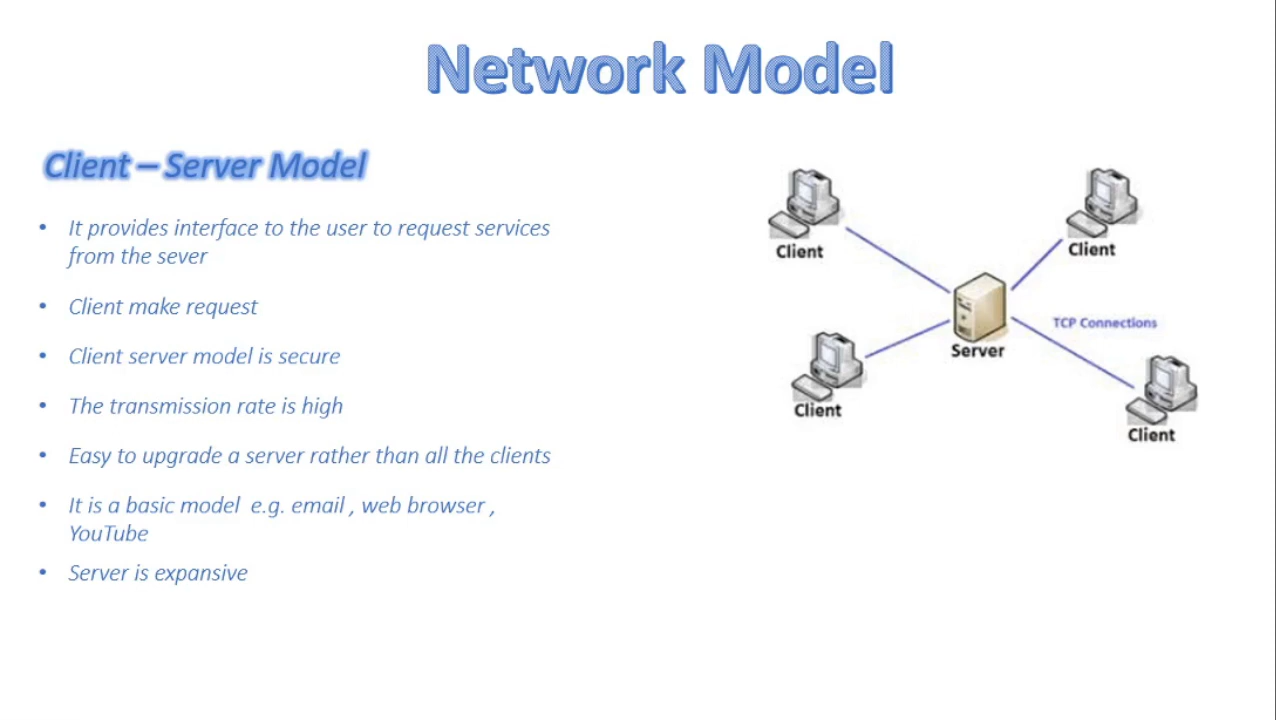 Network Model
Client – Server Model
• It provides interface to the user to request services
from the sever
• Client make request
• Client server model is secure
• The transmission rate is high
• Easy to upgrade a server rather than all the clients
• It is a basic model  e.g. email , web browser ,
YouTube
• Server is expansive
Client
Client
TCP Connections
Server
Client
Client